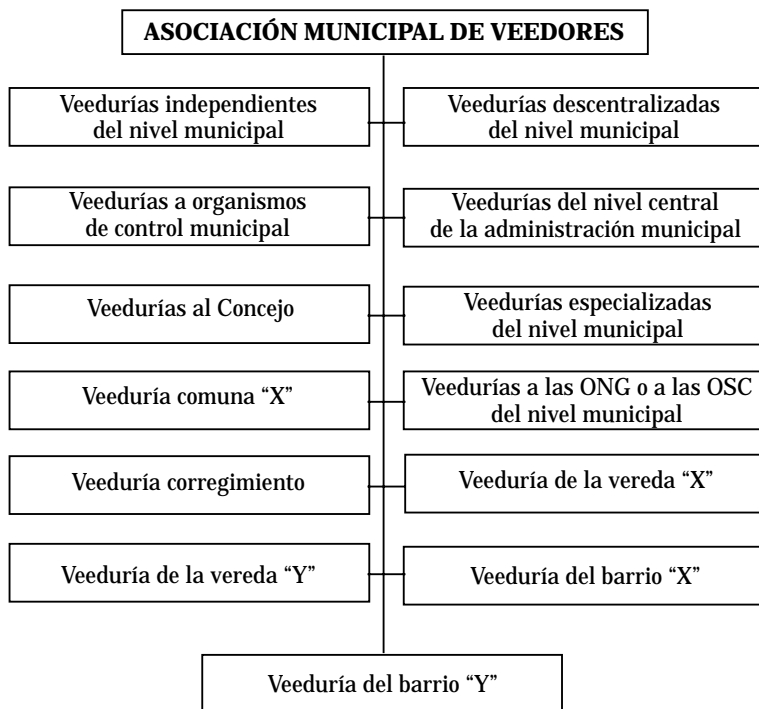 ASOCIACIÓN MUNICIPAL DE VEEDORES
Veedurías independientes
del nivel municipal
Veedurías descentralizadas
del nivel municipal
Veedurías a organismos
de control municipal
Veedurías del nivel central
de la administración municipal
Veedurías al Concejo
Veedurías especializadas
del nivel municipal
Veeduría comuna “X”
Veedurías a las ONG o a las OSC
del nivel municipal
Veeduría corregimiento
Veeduría de la vereda “X”
Veeduría de la vereda “Y”
Veeduría del barrio “X”
Veeduría del barrio “Y”